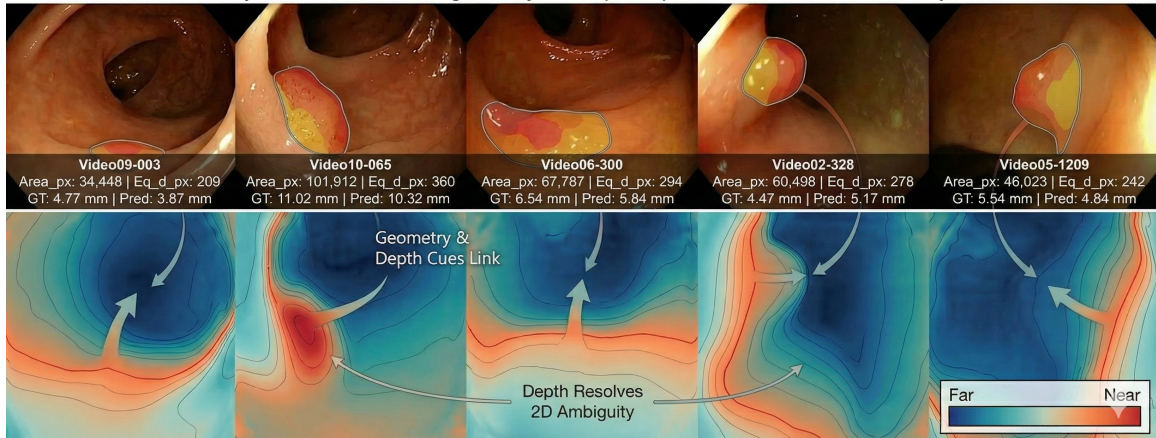 Video09-003
Area_px: 34,448 | Eq_d_px: 209
GT: 4.77 mm | Pred: 3.87 mm
Video10-065
Area_px: 101,912 | Eq_d_px: 360
GT: 11.02 mm | Pred: 10.32 mm
Video06-300
Area_px: 67,787 | Eq_d_px: 294
GT: 6.54 mm | Pred: 5.84 mm
Video02-328
Area_px: 60,498 | Eq_d_px: 278
GT: 4.47 mm | Pred: 5.17 mm
Video05-1209
Area_px: 46,023 | Eq_d_px: 242
GT: 5.54 mm | Pred: 4.84 mm
Geometry &
Depth Cues Link
Depth Resolves
2D Ambiguity
Far Near